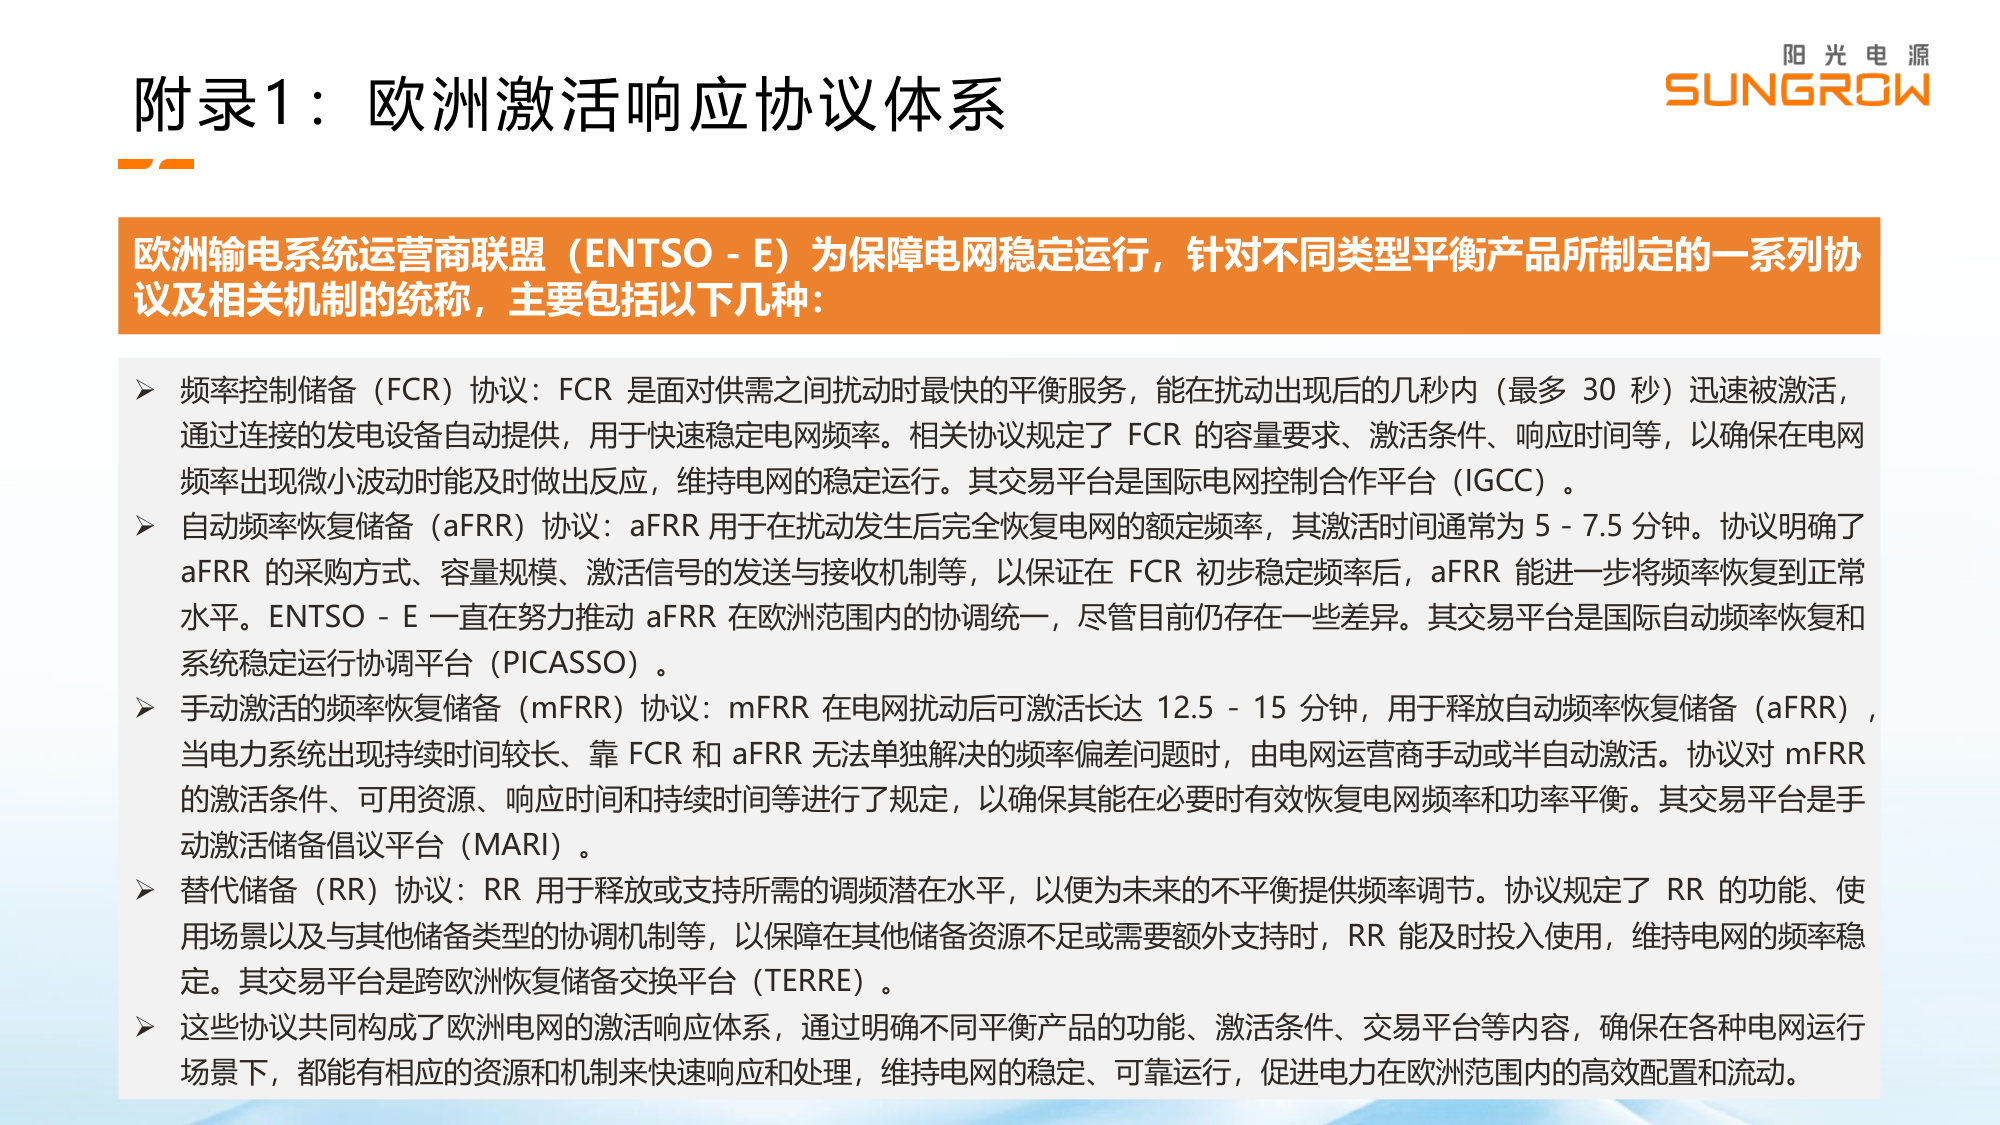 附录1：欧洲激活响应协议体系
阳光电源
SUNGROW
欧洲输电系统运营商联盟（ENTSO - E）为保障电网稳定运行，针对不同类型平衡产品所制定的一系列协
议及相关机制的统称，主要包括以下几种：
➢ 频率控制储备（FCR）协议：FCR 是面对供需之间扰动时最快的平衡服务，能在扰动出现后的几秒内（最多 30 秒）迅速被激活，
通过连接的发电设备自动提供，用于快速稳定电网频率。相关协议规定了 FCR 的容量要求、激活条件、响应时间等，以确保在电网
频率出现微小波动时能及时做出反应，维持电网的稳定运行。其交易平台是国际电网控制合作平台（IGCC）。
➢ 自动频率恢复储备（aFRR）协议：aFRR 用于在扰动发生后完全恢复电网的额定频率，其激活时间通常为 5 - 7.5 分钟。协议明确了
aFRR 的采购方式、容量规模、激活信号的发送与接收机制等，以保证在 FCR 初步稳定频率后，aFRR 能进一步将频率恢复到正常
水平。ENTSO - E 一直在努力推动 aFRR 在欧洲范围内的协调统一，尽管目前仍存在一些差异。其交易平台是国际自动频率恢复和
系统稳定运行协调平台（PICASSO）。
➢ 手动激活的频率恢复储备（mFRR）协议：mFRR 在电网扰动后可激活长达 12.5 - 15 分钟，用于释放自动频率恢复储备（aFRR），
当电力系统出现持续时间较长、靠 FCR 和 aFRR 无法单独解决的频率偏差问题时，由电网运营商手动或半自动激活。协议对 mFRR
的激活条件、可用资源、响应时间和持续时间等进行了规定，以确保其能在必要时有效恢复电网频率和功率平衡。其交易平台是手
动激活储备倡议平台（MARI）。
➢ 替代储备（RR）协议：RR 用于释放或支持所需的调频潜在水平，以便为未来的不平衡提供频率调节。协议规定了 RR 的功能、使
用场景以及与其他储备类型的协调机制等，以保障在其他储备资源不足或需要额外支持时，RR 能及时投入使用，维持电网的频率稳
定。其交易平台是跨欧洲恢复储备交换平台（TERRE）。
➢ 这些协议共同构成了欧洲电网的激活响应体系，通过明确不同平衡产品的功能、激活条件、交易平台等内容，确保在各种电网运行
场景下，都能有相应的资源和机制来快速响应和处理，维持电网的稳定、可靠运行，促进电力在欧洲范围内的高效配置和流动。